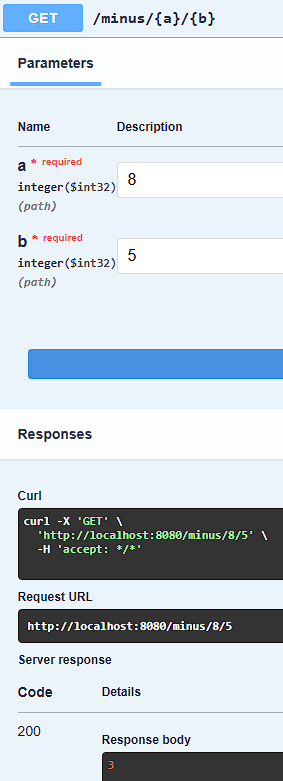 GET /minus/{a}/{b}
Parameters
Name Description
a * required
integer($int32)
(path)
8
b * required
integer($int32)
(path)
5
Responses
Curl
curl -X 'GET' \
'http://localhost:8080/minus/8/5' \
-H 'accept: */*'
Request URL
http://localhost:8080/minus/8/5
Server response
Code Details
200
Response body
3